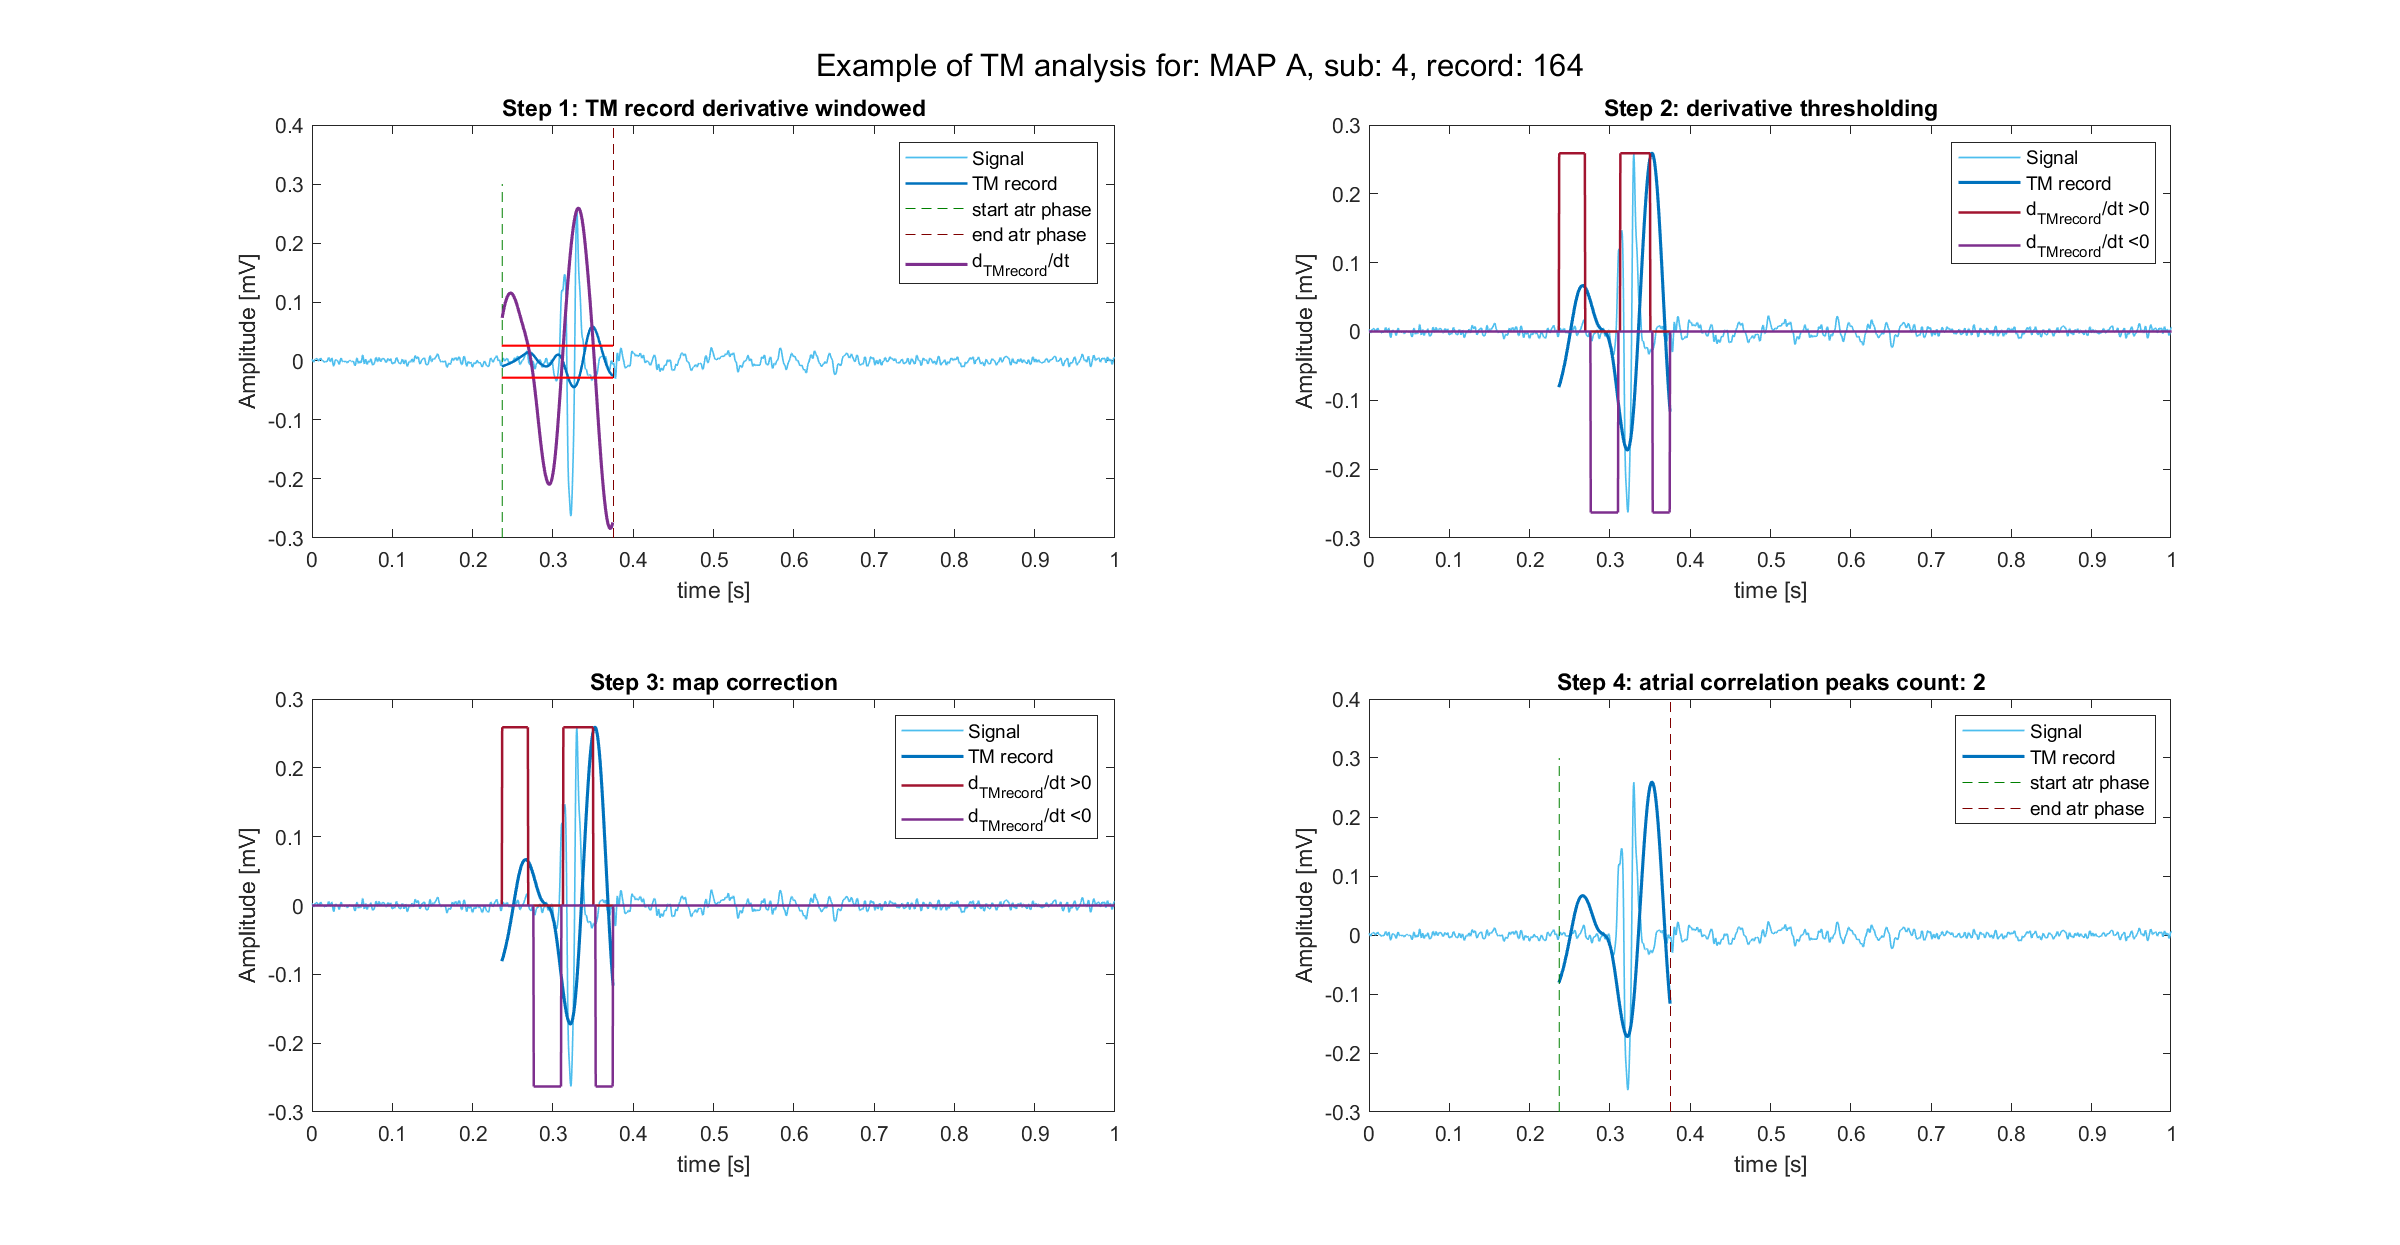 Example of TM analysis for: MAP A, sub: 4, record: 164
Step 1: TM record derivative windowed
0.4
0.3
0.2
0.1
0
-0.1
-0.2
-0.3
Amplitude [mV]
0 0.1 0.2 0.3 0.4 0.5 0.6 0.7 0.8 0.9 1
time [s]
Signal
TM record
start atr phase
end atr phase
dTMrecord/dt
Step 2: derivative thresholding
0.3
0.2
0.1
0
-0.1
-0.2
-0.3
Amplitude [mV]
0 0.1 0.2 0.3 0.4 0.5 0.6 0.7 0.8 0.9 1
time [s]
Signal
TM record
dTMrecord/dt >0
dTMrecord/dt <0
Step 3: map correction
0.3
0.2
0.1
0
-0.1
-0.2
-0.3
Amplitude [mV]
0 0.1 0.2 0.3 0.4 0.5 0.6 0.7 0.8 0.9 1
time [s]
Signal
TM record
dTMrecord/dt >0
dTMrecord/dt <0
Step 4: atrial correlation peaks count: 2
0.4
0.3
0.2
0.1
0
-0.1
-0.2
-0.3
Amplitude [mV]
0 0.1 0.2 0.3 0.4 0.5 0.6 0.7 0.8 0.9 1
time [s]
Signal
TM record
start atr phase
end atr phase